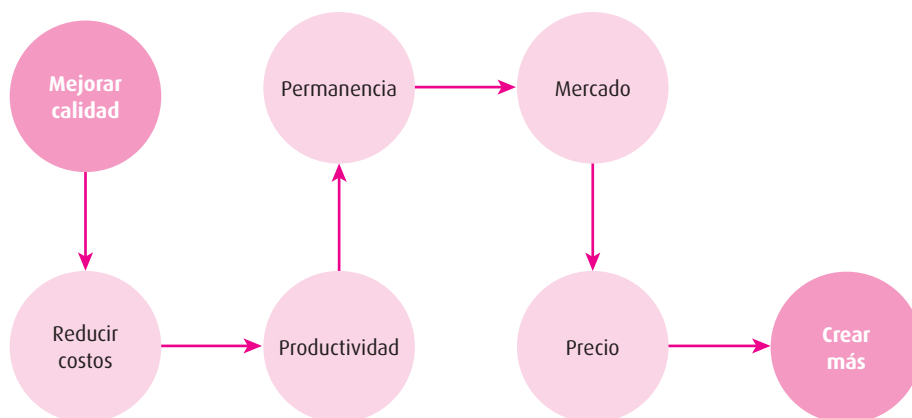 Mejorar
calidad
Reducir
costos
Productividad
Permanencia
Mercado
Precio
Crear
más